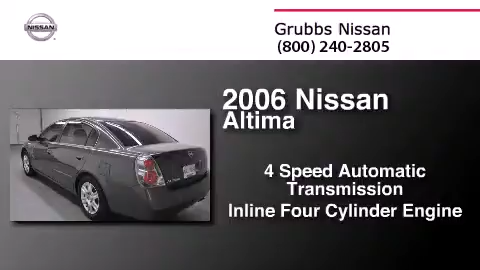 NISSAN
Grubbs Nissan
(800) 240-2805
2006 Nissan
Altima
4 Speed Automatic
Transmission
Inline Four Cylinder Engine